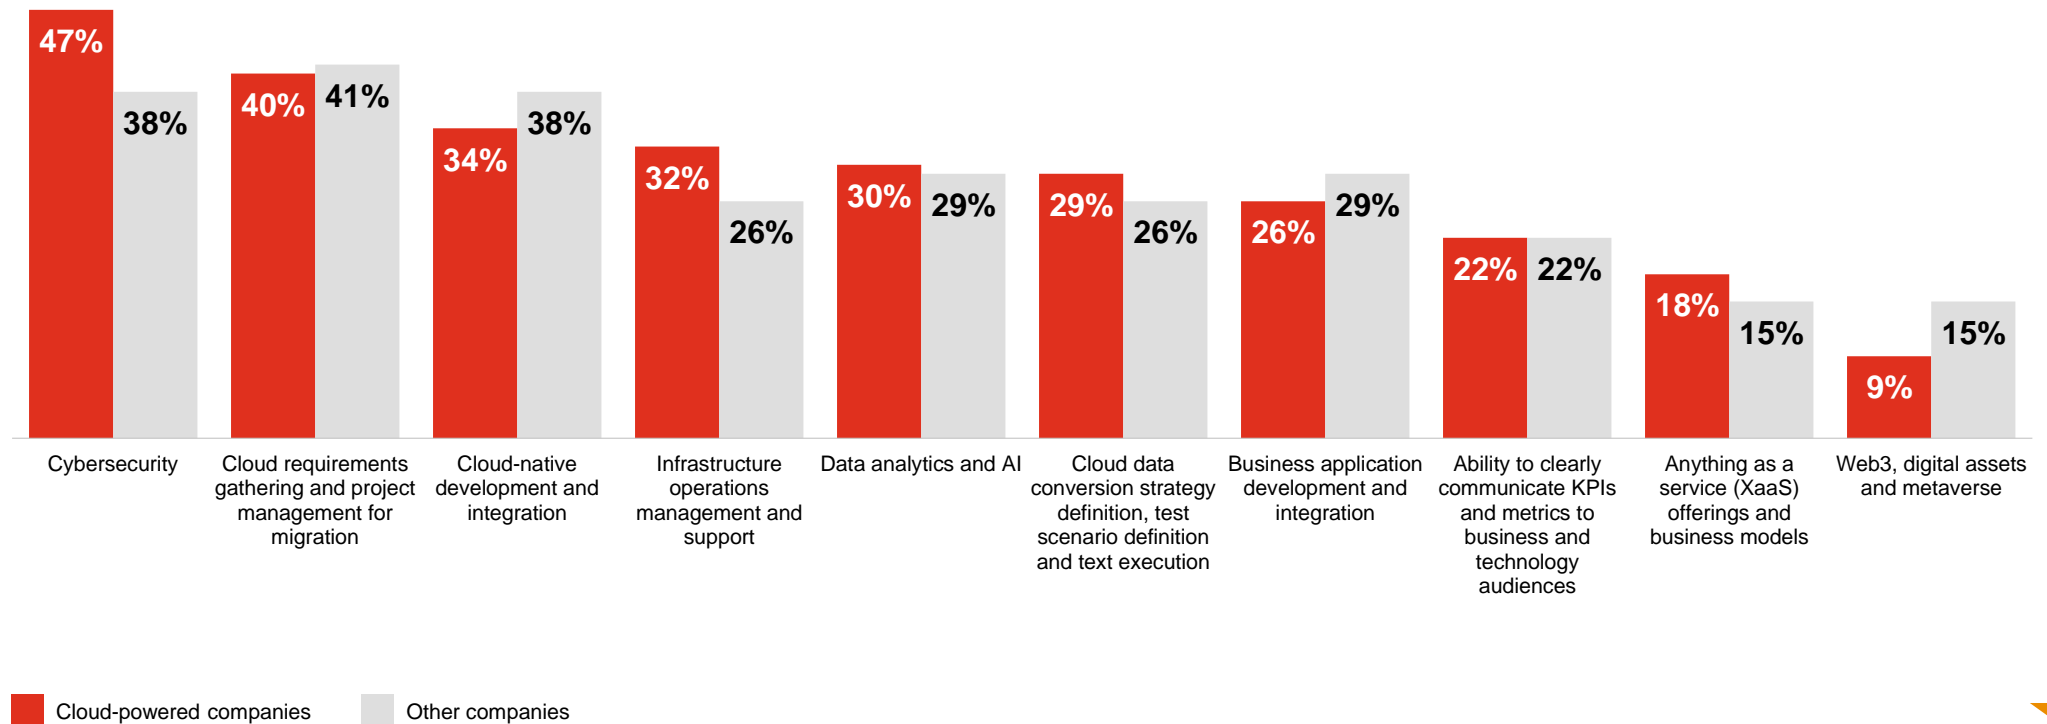 47%
38%
40%
41%
34%
38%
32%
26%
30%
29%
29%
26%
26%
29%
22%
22%
18%
15%
9%
15%
Cybersecurity
Cloud requirements
gathering and project
management for
migration
Cloud-native
development and
integration
Infrastructure
operations
management and
support
Data analytics and AI
Cloud data
conversion strategy
definition, test
scenario definition
and text execution
Business application
development and
integration
Ability to clearly
communicate KPIs
and metrics to
business and
technology
audiences
Anything as a
service (XaaS)
offerings and
business models
Web3, digital assets
and metaverse
Cloud-powered companies
Other companies